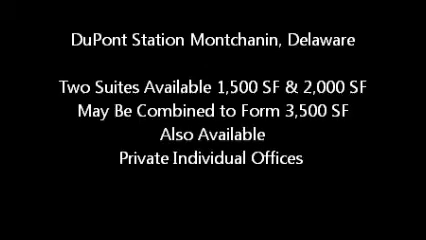 DuPont Station Montchanin, Delaware
Two Suites Available 1,500 SF & 2,000 SF
May Be Combined to Form 3,500 SF
Also Available
Private Individual Offices